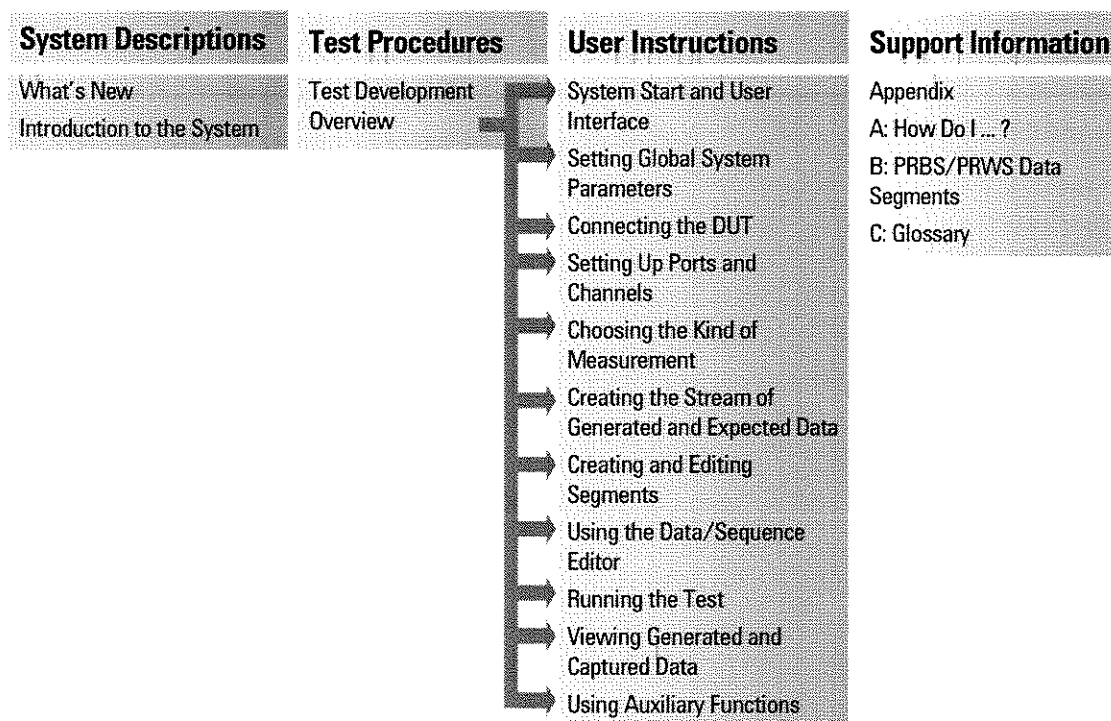 System Descriptions
What's New
Introduction to the System
Test Procedures
Test Development
Overview
User Instructions
System Start and User
Interface
Setting Global System
Parameters
Connecting the DUT
Setting Up Ports and
Channels
Choosing the Kind of
Measurement
Creating the Stream of
Generated and Expected Data
Creating and Editing
Segments
Using the Data/Sequence
Editor
Running the Test
Viewing Generated and
Captured Data
Using Auxiliary Functions
Support Information
Appendix
A: How Do I ... ?
B: PRBS/PRWS Data
Segments
C: Glossary